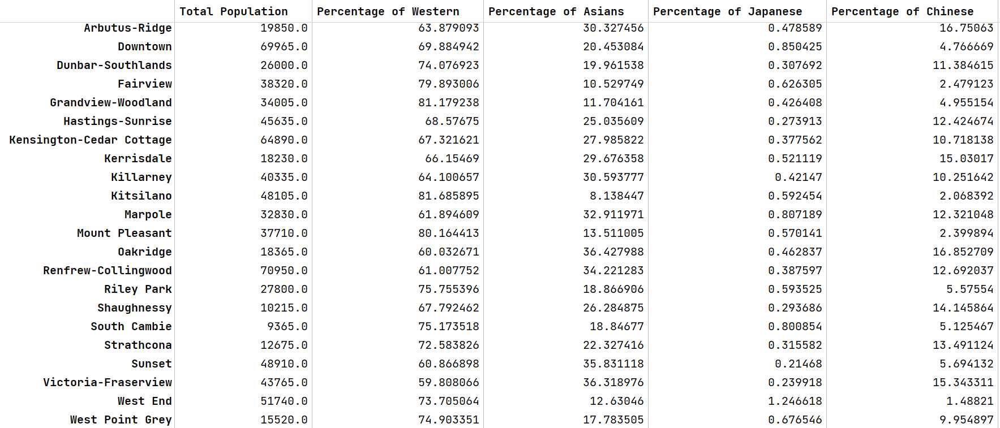 Total Population Percentage of Western Percentage of Asians Percentage of Japanese Percentage of Chinese
Arbutus-Ridge 19850.0 63.879093 30.327456 0.478589 16.75063
Downtown 69965.0 69.884942 20.453084 0.850425 4.766669
Dunbar-Southlands 26000.0 74.076923 19.961538 0.307692 11.384615
Fairview 38320.0 79.893006 10.529749 0.626305 2.479123
Grandview-Woodland 34005.0 81.179238 11.704161 0.426408 4.955154
Hastings-Sunrise 45635.0 68.57675 25.035609 0.273913 12.424674
Kensington-Cedar Cottage 64890.0 67.321621 27.985822 0.377562 10.718138
Kerrisdale 18230.0 66.15469 29.676358 0.521119 15.03017
Killarney 40335.0 64.100657 30.593777 0.42147 10.251642
Kitsilano 48105.0 81.685895 8.138447 0.592454 2.068392
Marpole 32830.0 61.894609 32.911971 0.807189 12.321048
Mount Pleasant 37710.0 80.164413 13.511005 0.570141 2.399894
Oakridge 18365.0 60.032671 36.427988 0.462837 16.852709
Renfrew-Collingwood 70950.0 61.007752 34.221283 0.387597 12.692037
Riley Park 27800.0 75.755396 18.866906 0.593525 5.57554
Shaughnessy 10215.0 67.792462 26.284875 0.293686 14.145864
South Cambie 9365.0 75.173518 18.84677 0.800854 5.125467
Strathcona 12675.0 72.583826 22.327416 0.315582 13.491124
Sunset 48910.0 60.866898 35.831118 0.21468 5.694132
Victoria-Fraserview 43765.0 59.808066 36.318976 0.239918 15.343311
West End 51740.0 73.705064 12.63046 1.246618 1.48821
West Point Grey 15520.0 74.903351 17.783505 0.676546 9.954897